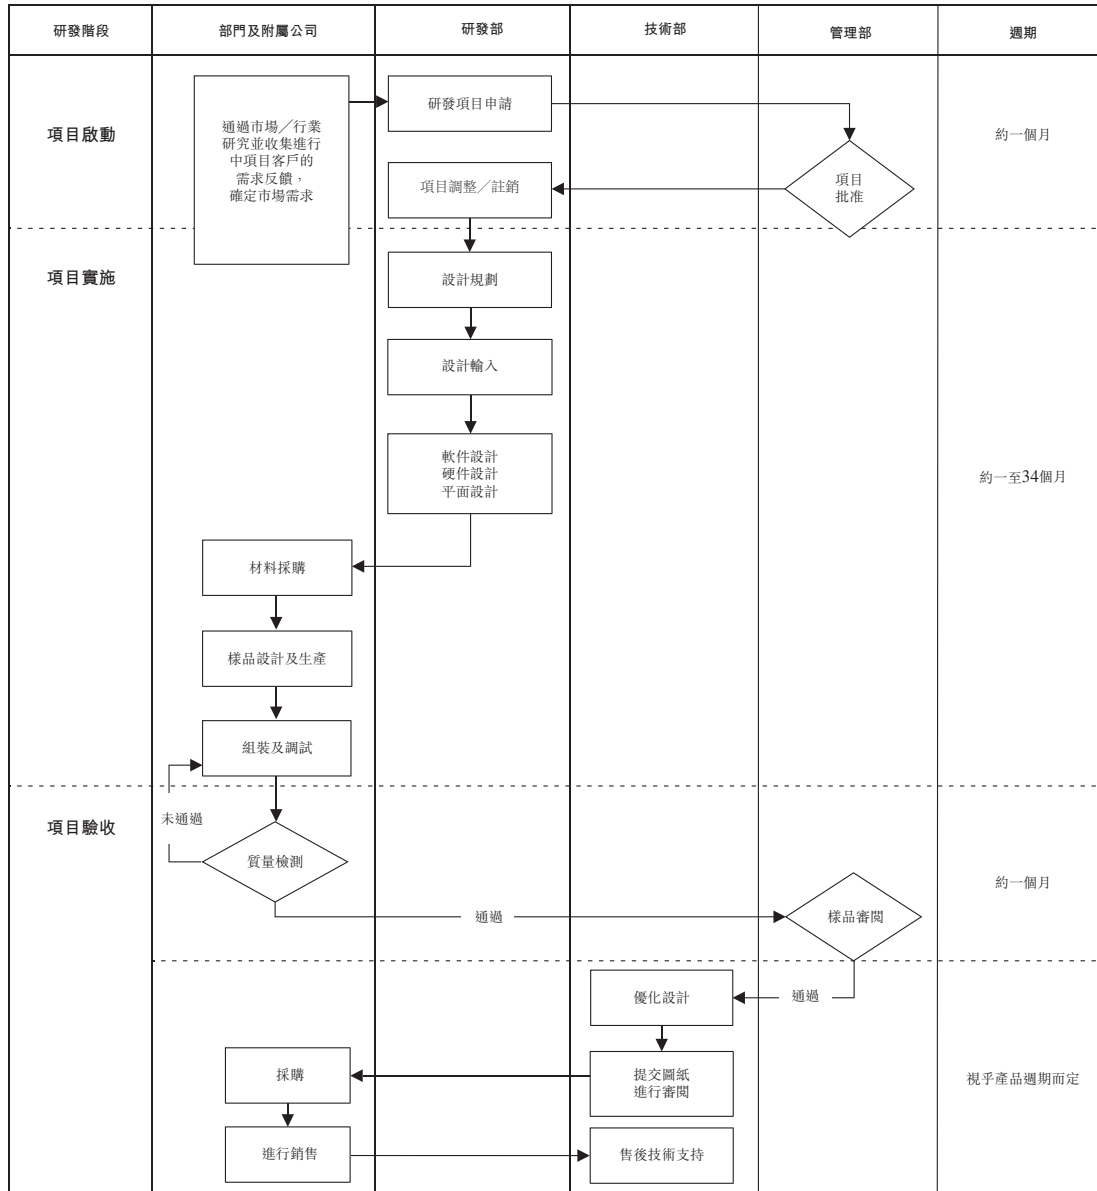 研發階段
部門及附屬公司
研發部
技術部
管理部
週期
項目啟動
通過市場／行業
研究並收集進行
中項目客戶的
需求反饋，
確定市場需求
研發項目申請
約一個月
項目調整／註銷
項目
批准
項目實施
設計規劃
設計輸入
軟件設計
硬件設計
平面設計
約一至34個月
材料採購
樣品設計及生產
組裝及調試
項目驗收
未通過
質量檢測
通過
樣品審閱
約一個月
優化設計
通過
採購
提交圖紙
進行審閱
視乎產品週期而定
進行銷售
售後技術支持